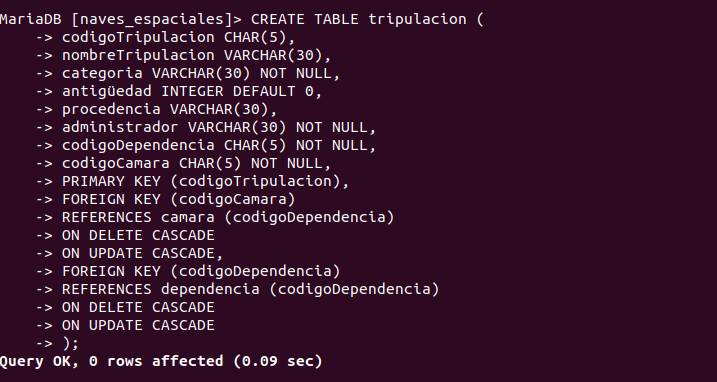 MariaDB [naves_espaciales]> CREATE TABLE tripulacion (
    -> codigoTripulacion CHAR(5),
    -> nombreTripulacion VARCHAR(30),
    -> categoria VARCHAR(30) NOT NULL,
    -> antigüedad INTEGER DEFAULT 0,
    -> procedencia VARCHAR(30),
    -> administrador VARCHAR(30) NOT NULL,
    -> codigoDependencia CHAR(5) NOT NULL,
    -> codigoCamara CHAR(5) NOT NULL,
    -> PRIMARY KEY (codigoTripulacion),
    -> FOREIGN KEY (codigoCamara)
    -> REFERENCES camara (codigoDependencia)
    -> ON DELETE CASCADE
    -> ON UPDATE CASCADE,
    -> FOREIGN KEY (codigoDependencia)
    -> REFERENCES dependencia (codigoDependencia)
    -> ON DELETE CASCADE
    -> ON UPDATE CASCADE
    -> );
Query OK, 0 rows affected (0.09 sec)